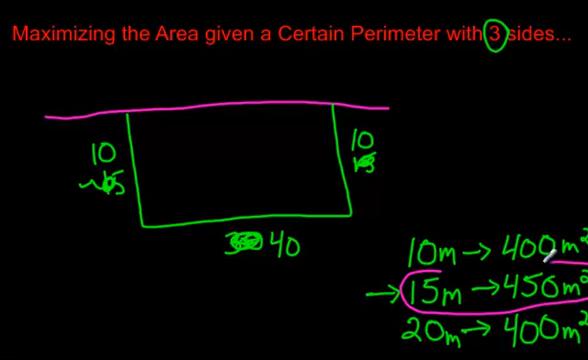 Maximizing the Area given a Certain Perimeter with 3 sides...
10
10
40
10m → 400m²
→ 15m → 450m²
20m → 400m²